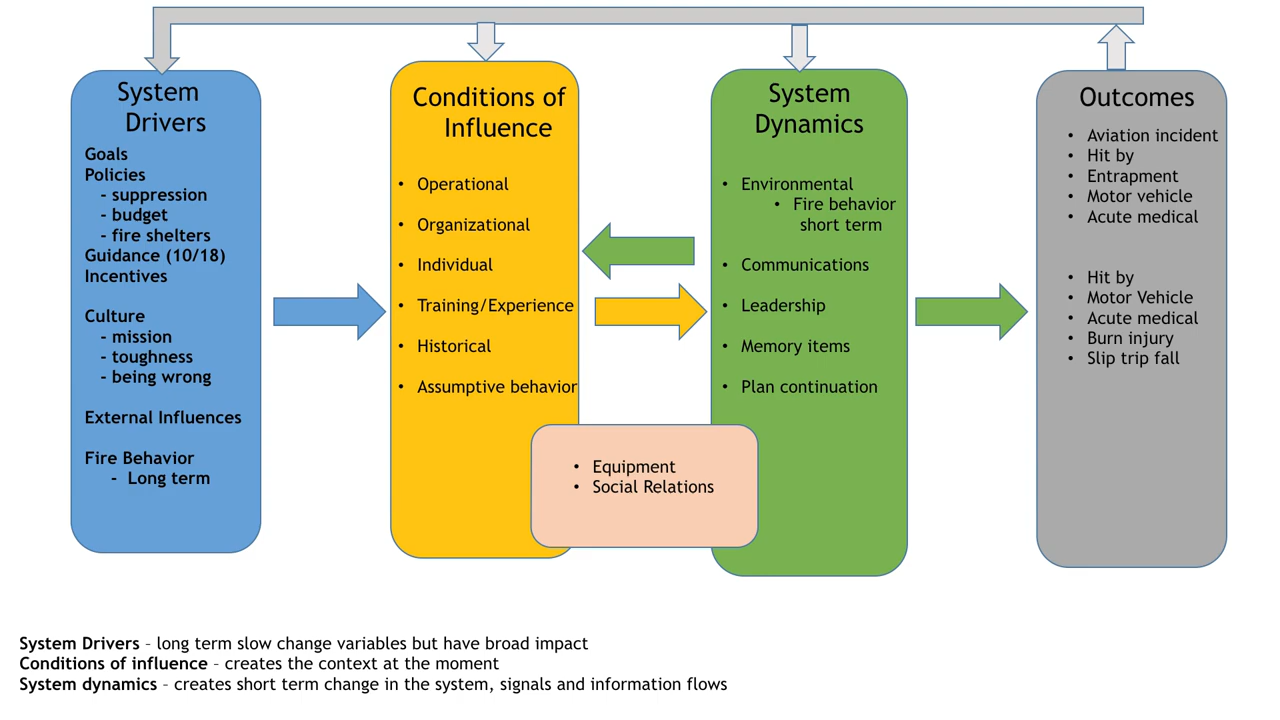 System
Drivers
Goals
Policies
- suppression
- budget
- fire shelters
Guidance (10/18)
Incentives
Culture
- mission
- toughness
- being wrong
External Influences
Fire Behavior
- Long term
Conditions of
Influence
• Operational
• Organizational
• Individual
• Training/Experience
• Historical
• Assumptive behavior
System
Dynamics
• Environmental
• Fire behavior
short term
• Communications
• Leadership
• Memory items
• Plan continuation
• Equipment
• Social Relations
Outcomes
• Aviation incident
• Hit by
• Entrapment
• Motor vehicle
• Acute medical
• Hit by
• Motor Vehicle
• Acute medical
• Burn injury
• Slip trip fall
System Drivers – long term slow change variables but have broad impact
Conditions of influence – creates the context at the moment
System dynamics – creates short term change in the system, signals and information flows